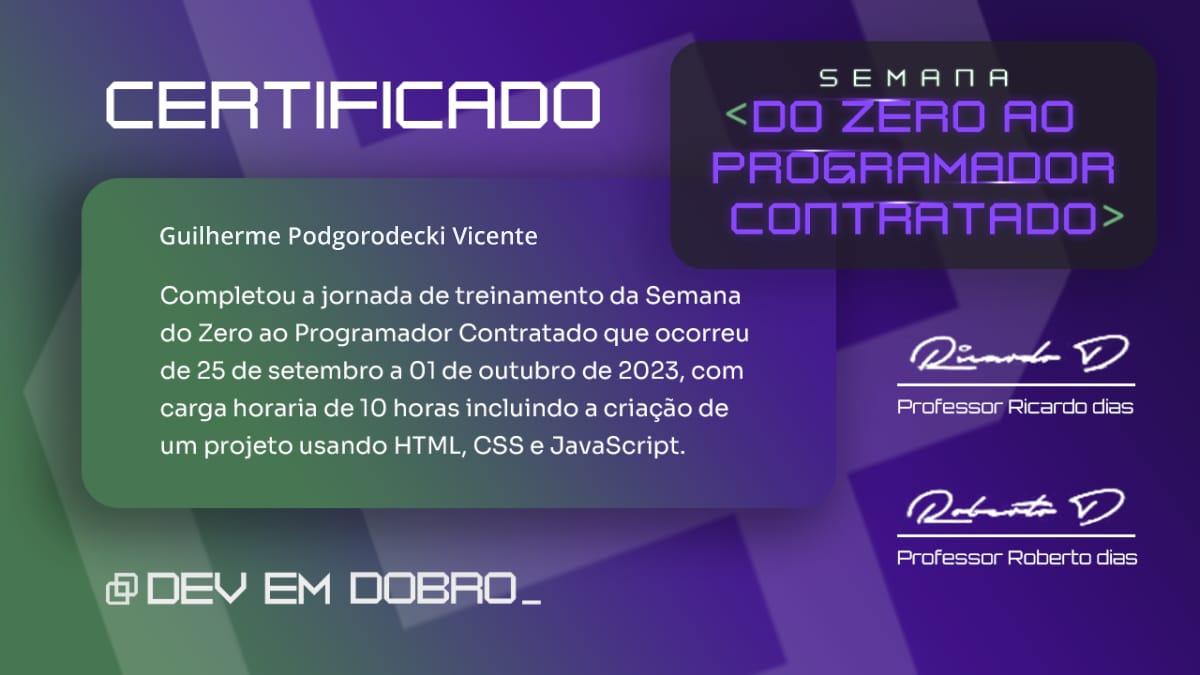 CERTIFICADO
SEMANA
<DO ZERO AO
PROGRAMADOR
CONTRATADO>
Guilherme Podgorodecki Vicente
Completou a jornada de treinamento da Semana
do Zero ao Programador Contratado que ocorreu
de 25 de setembro a 01 de outubro de 2023, com
carga horaria de 10 horas incluindo a criação de
um projeto usando HTML, CSS e JavaScript.
Ricardo D
Professor Ricardo dias
Roberto D
Professor Roberto dias
DEV EM DOBRO_